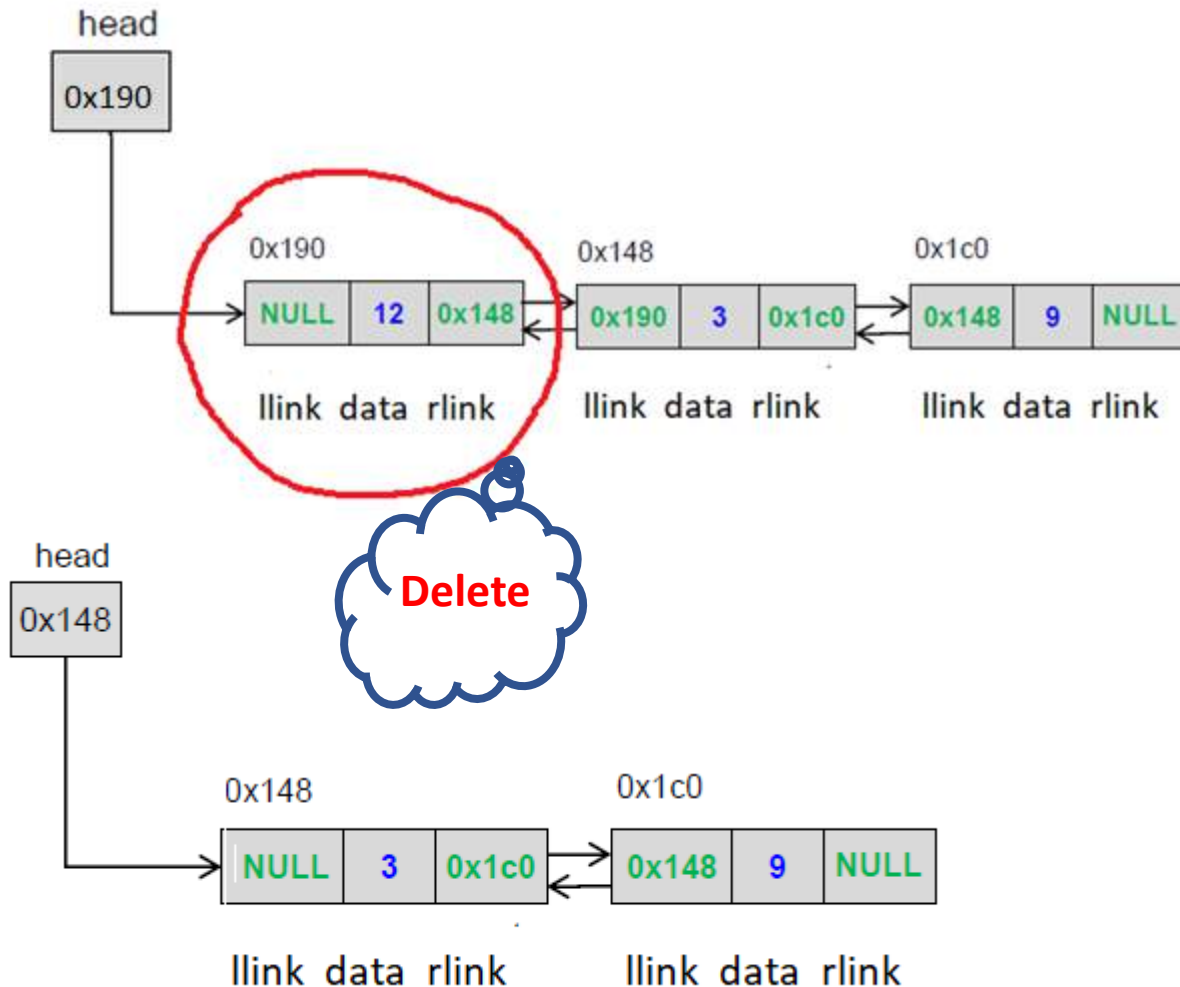 head
0x190
0x190 0x148 0x1c0
NULL 12 0x148 0x190 3 0x1c0 0x148 9 NULL
llink data rlink llink data rlink llink data rlink
Delete
head
0x148
0x148 0x1c0
NULL 3 0x1c0 0x148 9 NULL
llink data rlink llink data rlink